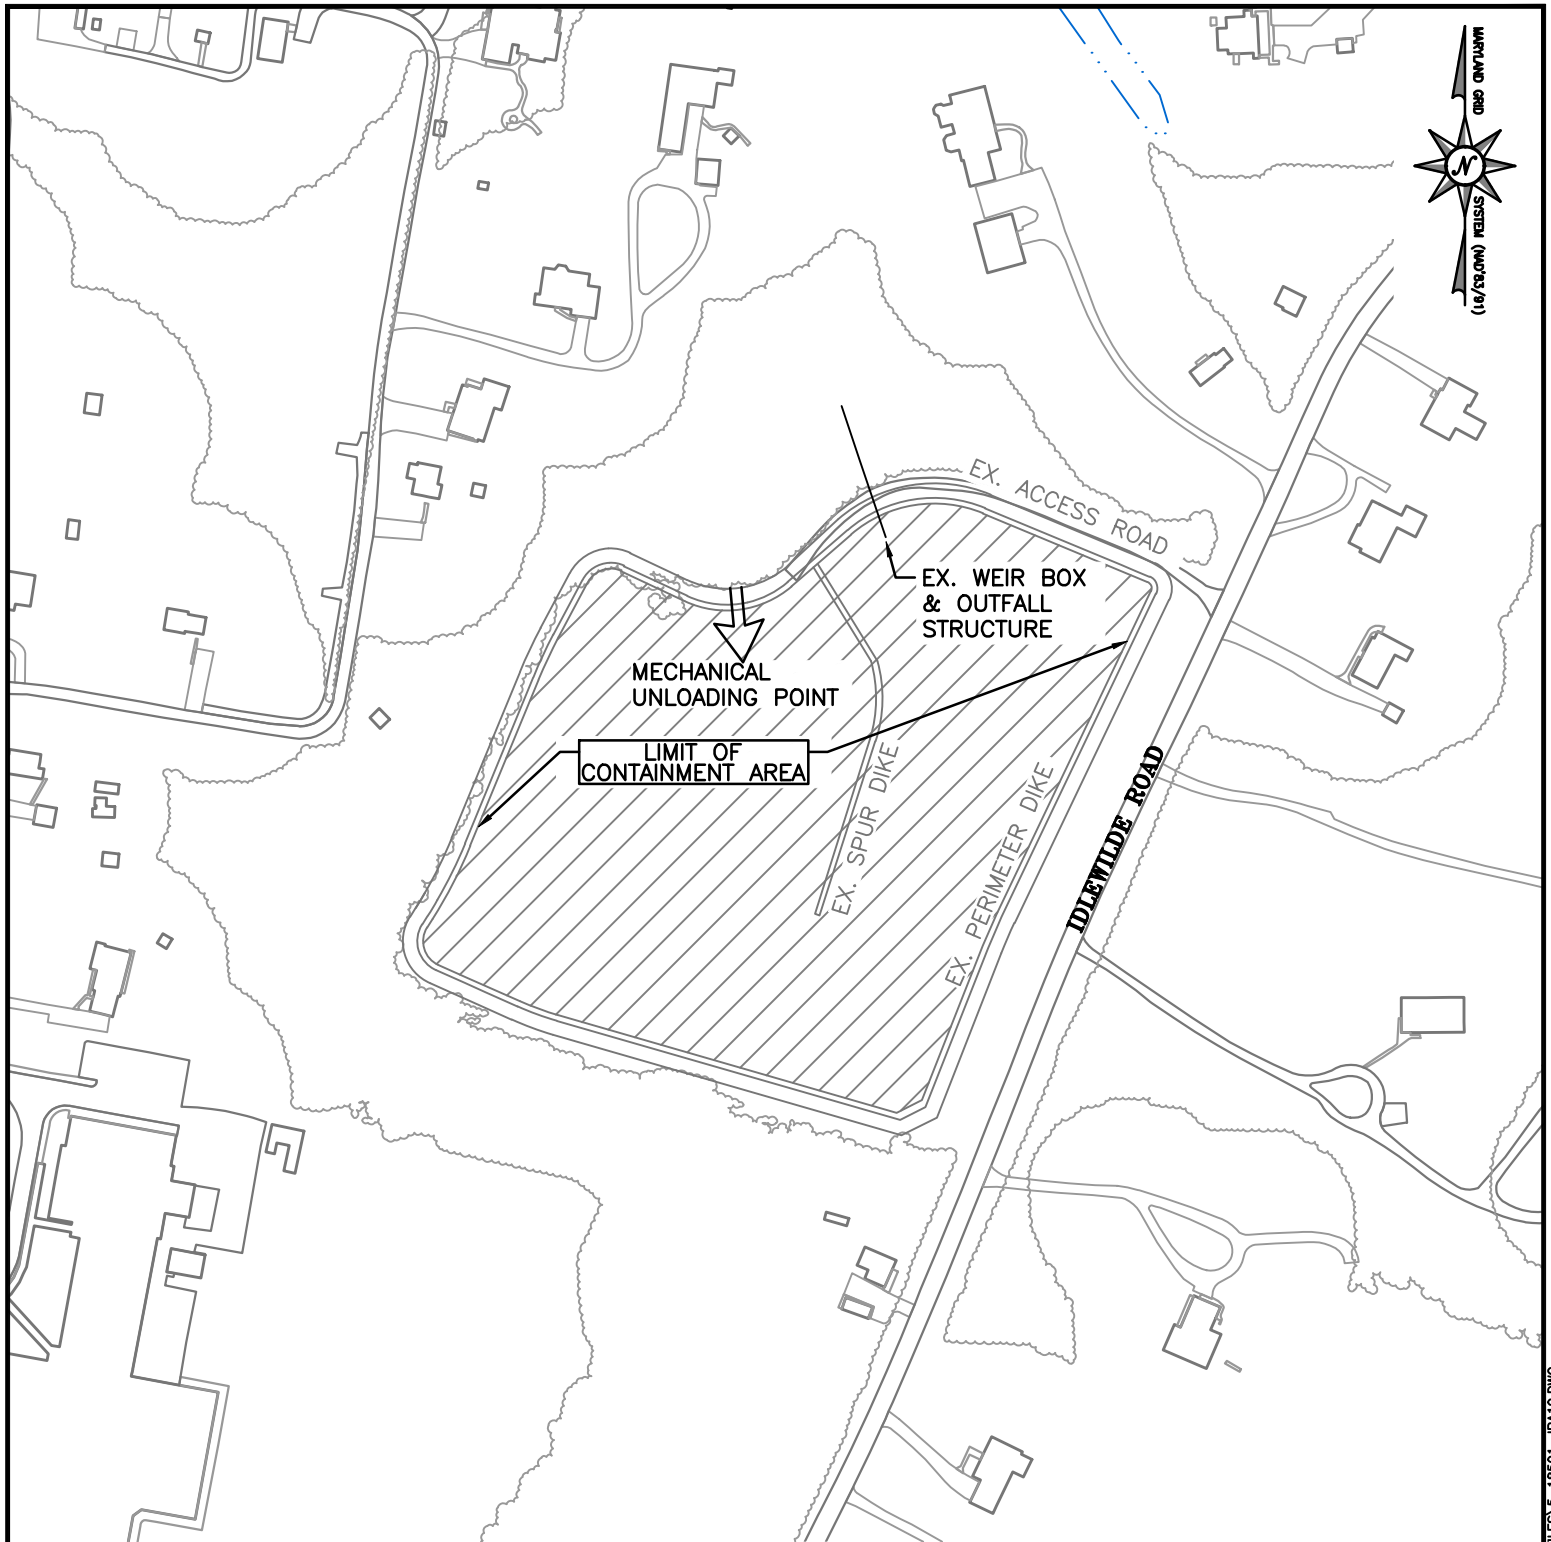 MARYLAND GRID
N
SYSTEM (NAD'83/91)
EX. ACCESS ROAD
EX. WEIR BOX
& OUTFALL
STRUCTURE
MECHANICAL
UNLOADING POINT
LIMIT OF
CONTAINMENT AREA
EX. SPUR DIKE
EX. PERIMETER DIKE
IDLEWILDE ROAD